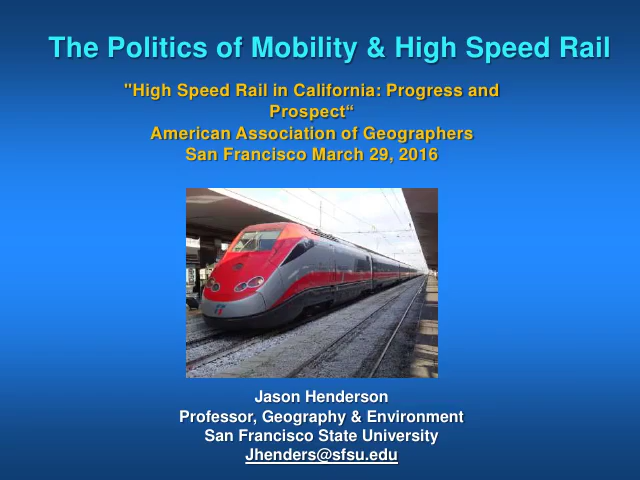 The Politics of Mobility & High Speed Rail
"High Speed Rail in California: Progress and
Prospect“
American Association of Geographers
San Francisco March 29, 2016
Jason Henderson
Professor, Geography & Environment
San Francisco State University
Jhenders@sfsu.edu